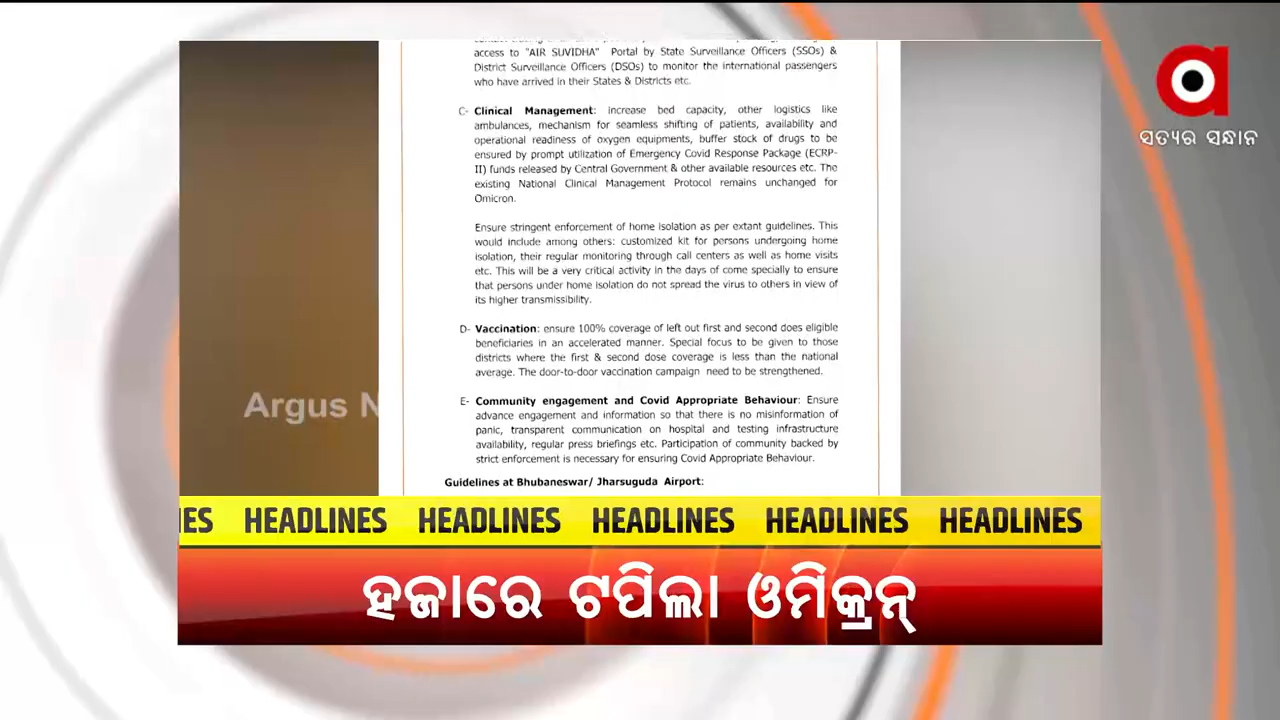 access to "AIR SUVIDHA" Portal by State Surveillance Officers (SSOs) &
District Surveillance Officers (DSOs) to monitor the international passengers
who have arrived in their States & Districts etc.
C- Clinical Management: increase bed capacity, other logistics like
ambulances, mechanism for seamless shifting of patients, availability and
operational readiness of oxygen equipments, buffer stock of drugs to be
ensured by prompt utilization of Emergency Covid Response Package (ECRP-
II) funds released by Central Government & other available resources etc. The
existing National Clinical Management Protocol remains unchanged for
Omicron.
Ensure stringent enforcement of home isolation as per extant guidelines. This
would include among others: customized kit for persons undergoing home
isolation, their regular monitoring through call centers as well as home visits
etc. This will be a very critical activity in the days of come specially to ensure
that persons under home isolation do not spread the virus to others in view of
its higher transmissibility.
D- Vaccination: ensure 100% coverage of left out first and second does eligible
beneficiaries in an accelerated manner. Special focus to be given to those
districts where the first & second dose coverage is less than the national
average. The door-to-door vaccination campaign need to be strengthened.
E- Community engagement and Covid Appropriate Behaviour: Ensure
advance engagement and information so that there is no misinformation of
panic, transparent communication on hospital and testing infrastructure
availability, regular press briefings etc. Participation of community backed by
strict enforcement is necessary for ensuring Covid Appropriate Behaviour.
Guidelines at Bhubaneswar/ Jharsuguda Airport:
Argus N
ସତ୍ୟର ସନ୍ଧାନ
NES HEADLINES HEADLINES HEADLINES HEADLINES HEADLINES
ହଜାରେ ଟପିଲା ଓମିକ୍ରନ୍